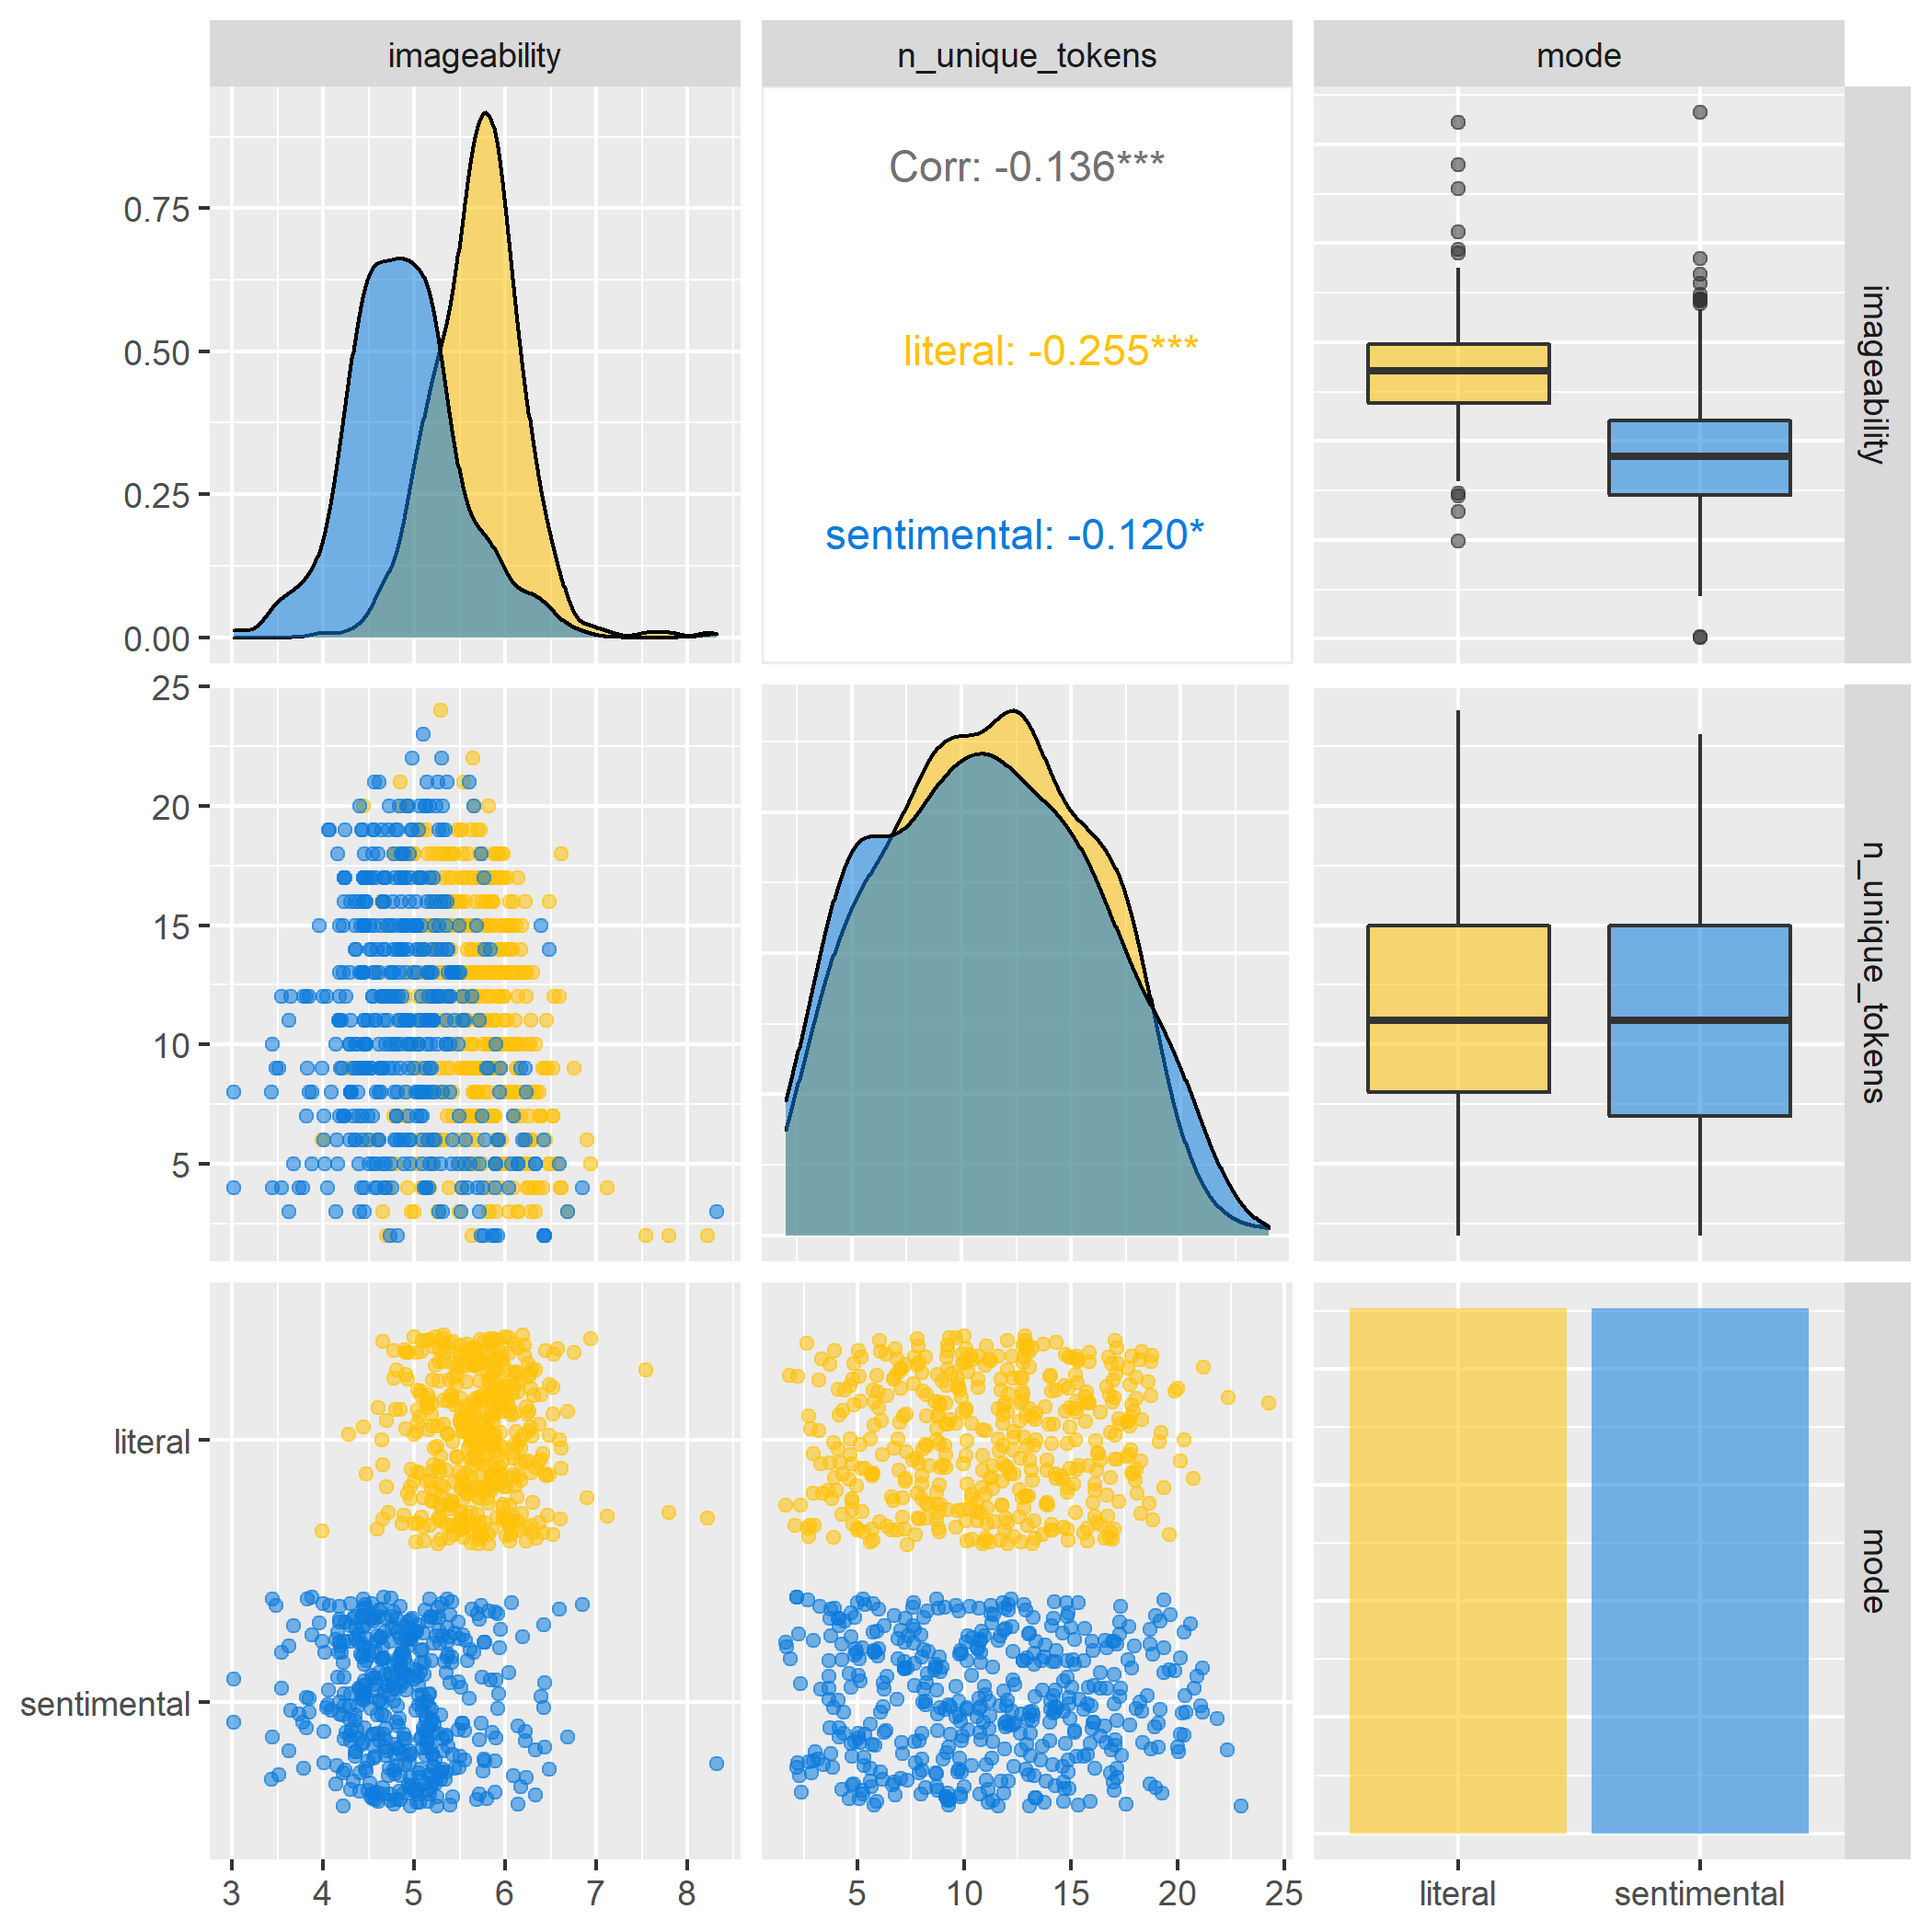 imageability
n_unique_tokens
mode
0.75
0.50
0.25
0.00
Corr: -0.136***
literal: -0.255***
sentimental: -0.120*
imageability
25
20
15
10
5
n_unique_tokens
literal
sentimental
mode
3 4 5 6 7 8
5 10 15 20 25
literal sentimental